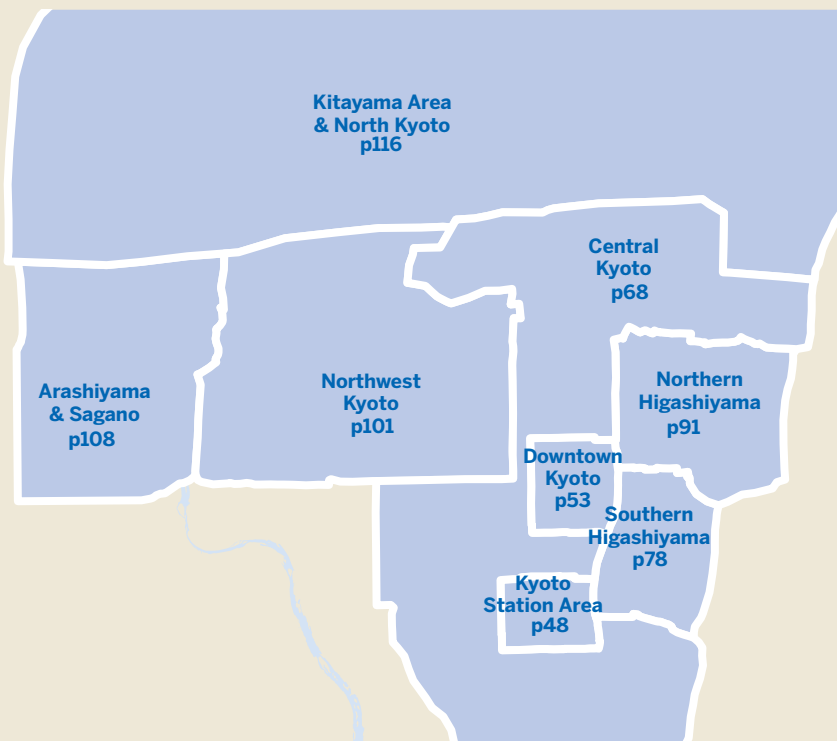 Kitayama Area
& North Kyoto
p116
Central
Kyoto
p68
Arashiyama
& Sagano
p108
Northwest
Kyoto
p101
Northern
Higashiyama
p91
Downtown
Kyoto
p53
Southern
Higashiyama
p78
Kyoto
Station Area
p48